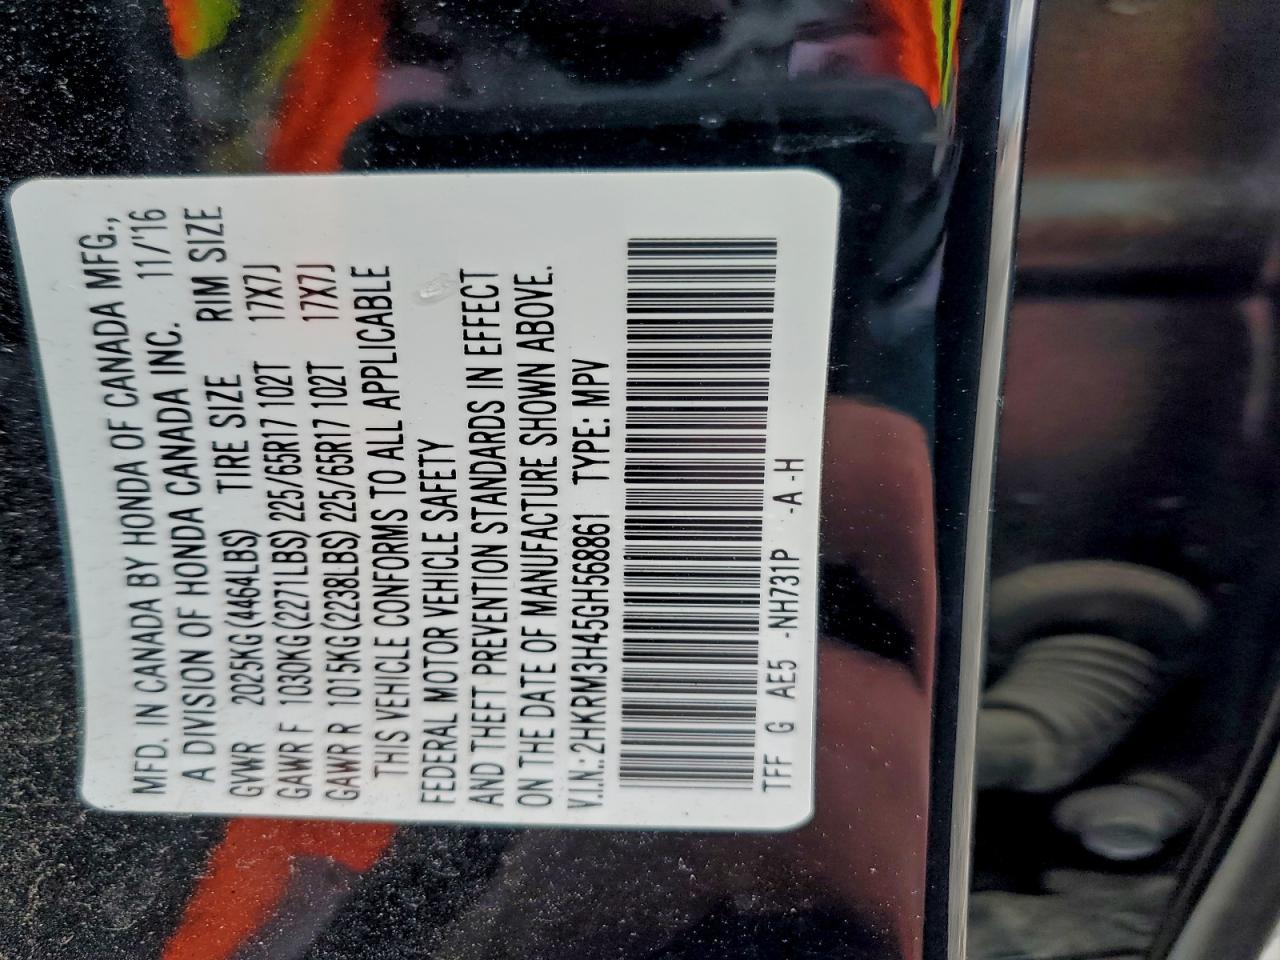 MFD. IN CANADA BY HONDA OF CANADA MFG.,
A DIVISION OF HONDA CANADA INC. 11/'16
GVWR 2025KG (4464LBS) TIRE SIZE RIM SIZE
GAWR F 1030KG (2271LBS) 225/65R17 102T 17X7J
GAWR R 1015KG (2238LBS) 225/65R17 102T 17X7J
THIS VEHICLE CONFORMS TO ALL APPLICABLE
FEDERAL MOTOR VEHICLE SAFETY
AND THEFT PREVENTION STANDARDS IN EFFECT
ON THE DATE OF MANUFACTURE SHOWN ABOVE.
V.I.N.:2HKRM3H45GH568861 TYPE: MPV
TFF G AE5 -NH731P -A -H